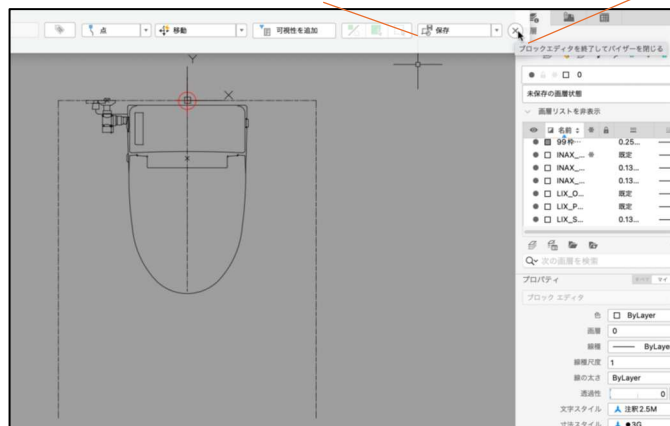 点
移動
可視性を追加
保存
ブロックエディタを終了してバイザーを閉じる
0
未保存の画層状態
画層リストを非表示
名前
99枠… 0.25...
INAX_... 既定
INAX_... 0.13...
INAX_... 0.13...
LIX_O... 既定
LIX_P... 既定
LIX_S... 0.13...
次の画層を検索
プロパティ
ブロック エディタ
色 ByLayer
画層 0
線種 ByLaye
線種尺度 1
線の太さ ByLayer
透過性 0
文字スタイル 注釈2.5M
寸法スタイル ●3G
Y
X